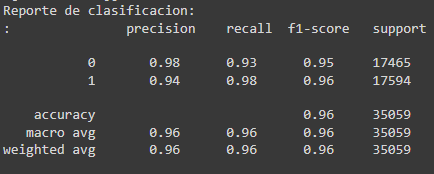 Reporte de clasificacion:
: precision recall f1-score support
0 0.98 0.93 0.95 17465
1 0.94 0.98 0.96 17594
accuracy 0.96 35059
macro avg 0.96 0.96 0.96 35059
weighted avg 0.96 0.96 0.96 35059